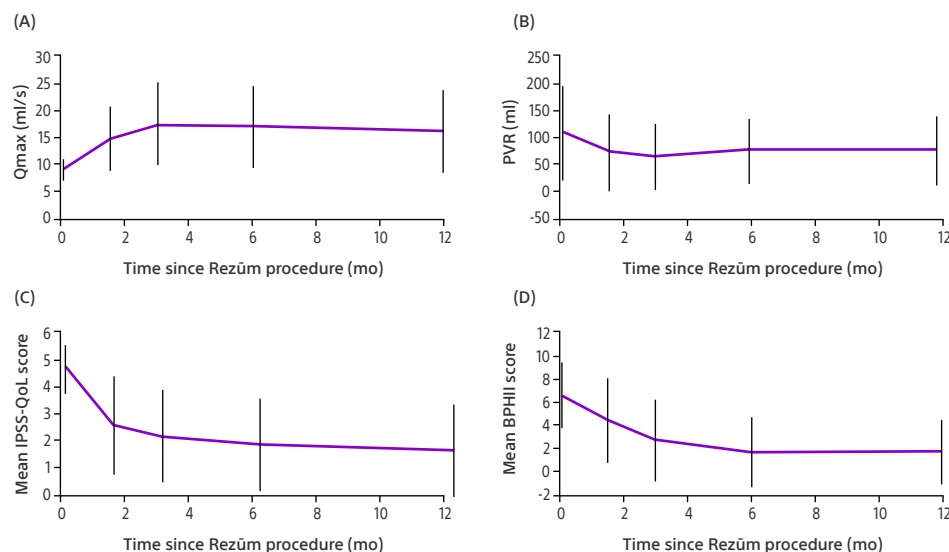 (A)
30
25
20
15
10
5
0
Qmax (ml/s)
0 2 4 6 8 10 12
Time since Rezūm procedure (mo)
(B)
250
200
150
100
50
0
-50
PVR (ml)
0 2 4 6 8 10 12
Time since Rezūm procedure (mo)
(C)
6
5
4
3
2
1
0
Mean IPSS-QoL score
0 2 4 6 8 10 12
Time since Rezūm procedure (mo)
(D)
12
10
8
6
4
2
0
-2
Mean BPHII score
0 2 4 6 8 10 12
Time since Rezūm procedure (mo)